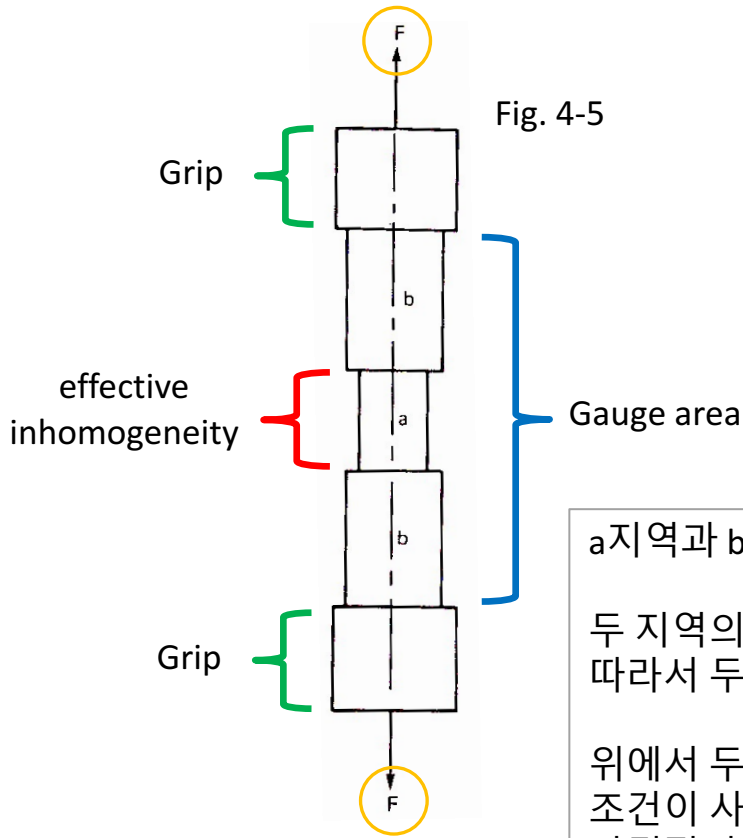 F
Fig. 4-5
Grip
b
effective
inhomogeneity
a
Gauge area
b
a지역과 b
두 지역의
따라서 두
Grip
위에서 두
조건이 사
F